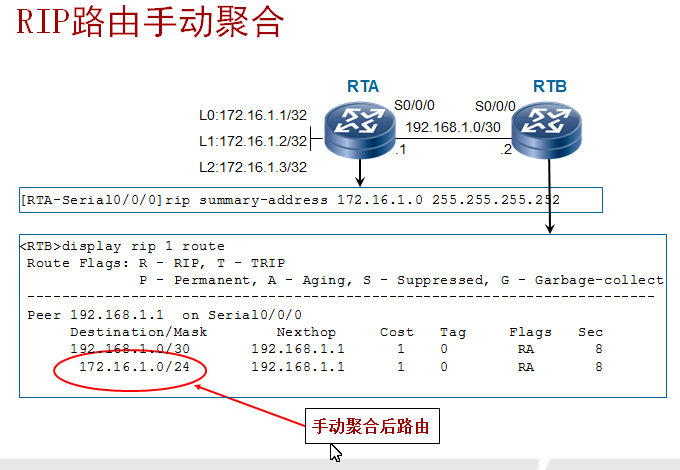 RIP路由手动聚合
RTA
RTB
S0/0/0
S0/0/0
L0:172.16.1.1/32
192.168.1.0/30
L1:172.16.1.2/32
.1
.2
L2:172.16.1.3/32
[RTA-Serial0/0/0]rip summary-address 172.16.1.0 255.255.255.252
<RTB>display rip 1 route
Route Flags: R - RIP, T - TRIP
P - Permanent, A - Aging, S - Suppressed, G - Garbage-collect
-----------------------------------------------------------------------------
Peer 192.168.1.1 on Serial0/0/0
Destination/Mask Nexthop Cost Tag Flags Sec
192.168.1.0/30 192.168.1.1 1 0 RA 8
172.16.1.0/24 192.168.1.1 1 0 RA 8
手动聚合后路由